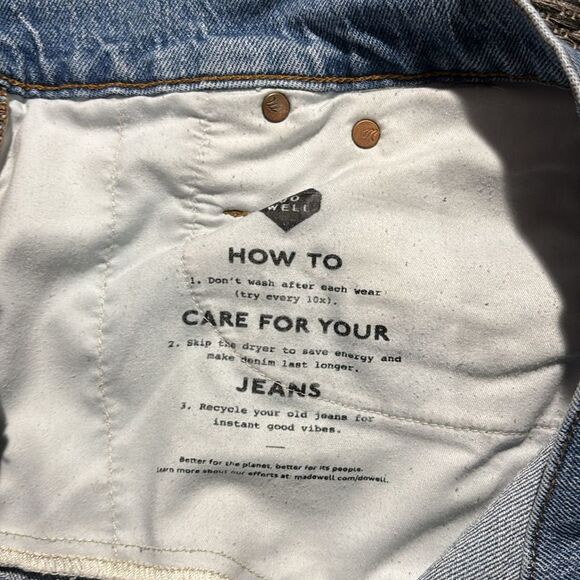 DO
WELL
HOW TO
1. Don't wash after each wear
(try every 10x).
CARE FOR YOUR
2. Skip the dryer to save energy and
make denim last longer.
JEANS
3. Recycle your old jeans for
instant good vibes.
Better for the planet, better for its people.
Learn more about our efforts at madewell.com/dowell.